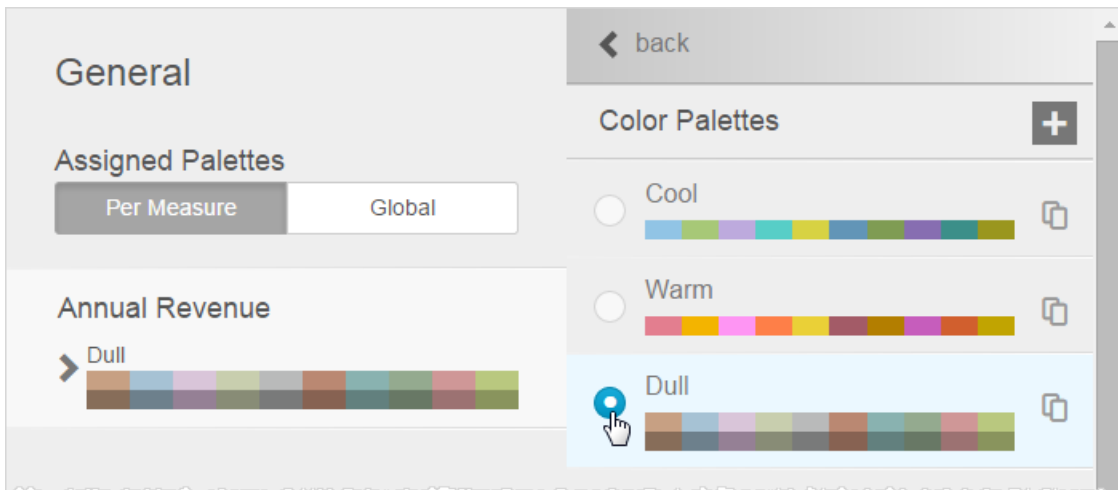 General
Assigned Palettes
Per Measure
Global
Annual Revenue
Dull
back
Color Palettes
Cool
Warm
Dull